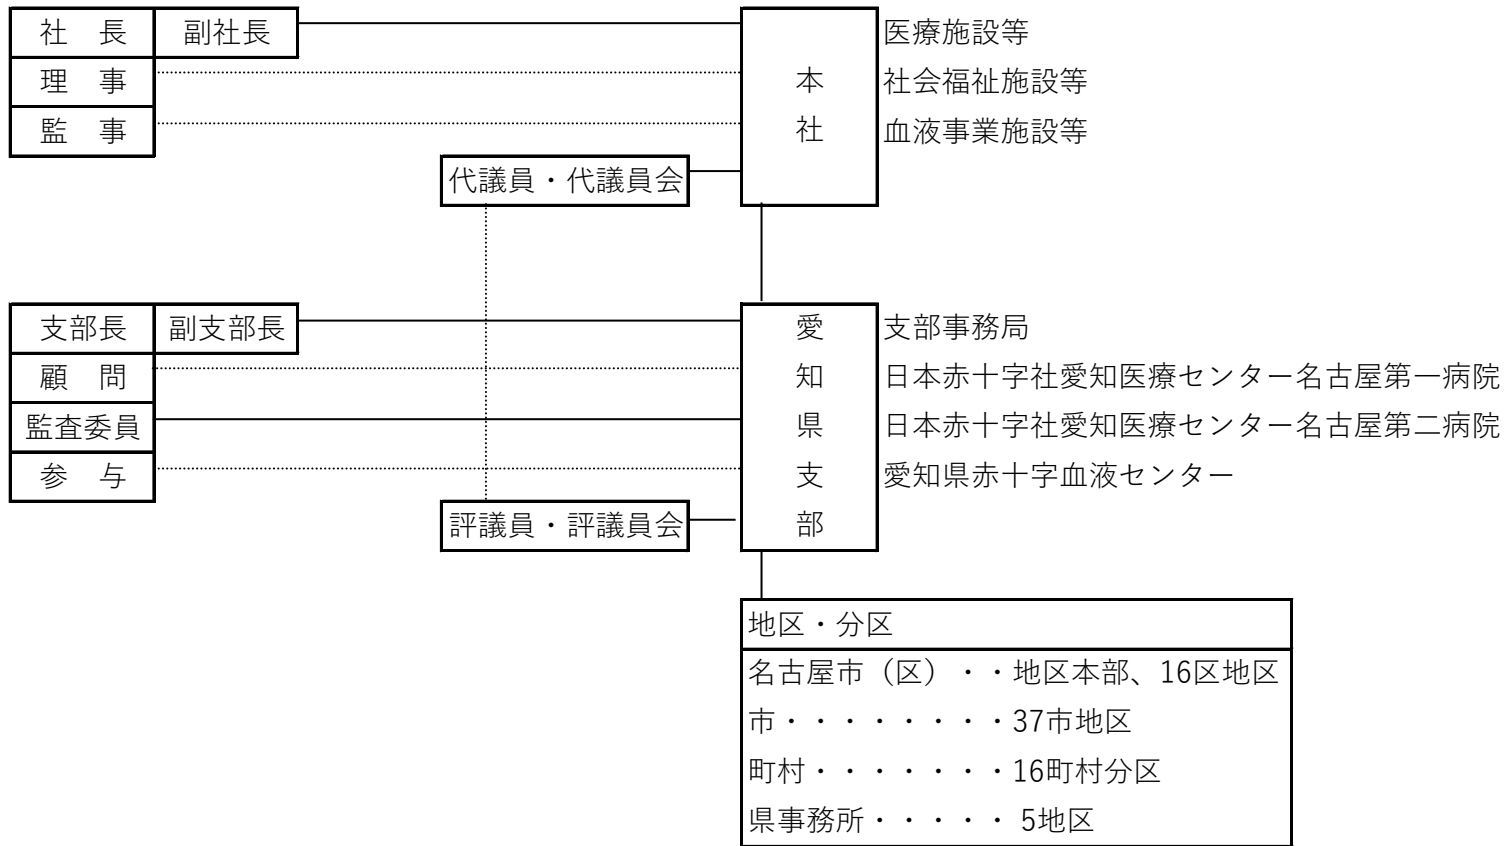 社　長 副社長 医療施設等
理　事 本 社会福祉施設等
監　事 社 血液事業施設等
代議員・代議員会
支部長 副支部長 愛 支部事務局
顧　問 知 日本赤十字社愛知医療センター名古屋第一病院
監査委員 県 日本赤十字社愛知医療センター名古屋第二病院
参　与 支 愛知県赤十字血液センター
評議員・評議員会 部
地区・分区
名古屋市（区）・・地区本部、16区地区
市・・・・・・・・37市地区
町村・・・・・・・16町村分区
県事務所・・・・・ 5地区